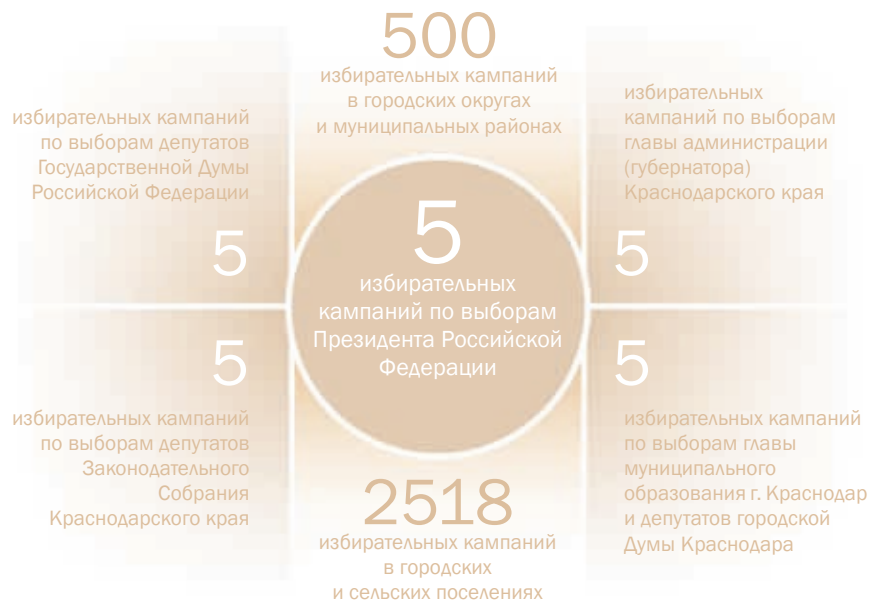 500
избирательных кампаний
в городских округах
и муниципальных районах
избирательных кампаний
по выборам депутатов
Государственной Думы
Российской Федерации
5
избирательных
кампаний по выборам
главы администрации
(губернатора)
Краснодарского края
5
5
избирательных
кампаний по выборам
Президента Российской
Федерации
5
избирательных кампаний
по выборам депутатов
Законодательного
Собрания
Краснодарского края
5
избирательных кампаний
по выборам главы
муниципального
образования г. Краснодар
и депутатов городской
Думы Краснодара
2518
избирательных кампаний
в городских
и сельских поселениях